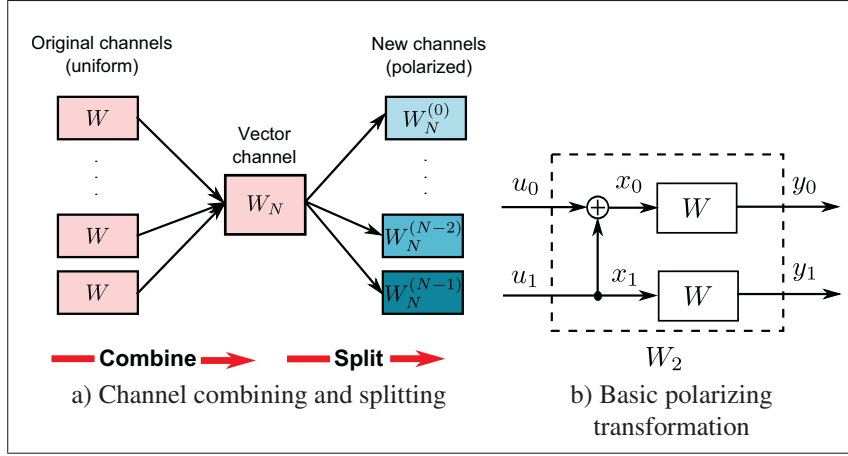 Original channels
(uniform)
New channels
(polarized)
W
W_N^{(0)}
Vector
channel
. . .
. . .
W_N
W
W_N^{(N-2)}
W
W_N^{(N-1)}
Combine
Split
a) Channel combining and splitting
u_0
x_0
W
y_0
u_1
x_1
W
y_1
W_2
b) Basic polarizing
transformation